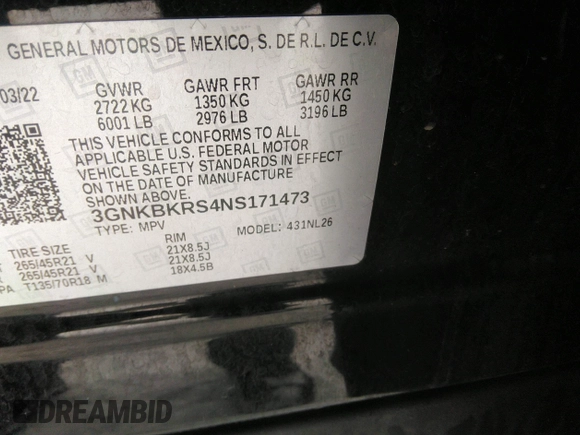 GENERAL MOTORS DE MEXICO, S. DE R.L. DE C.V.
03/22 GVWR GAWR FRT GAWR RR
2722 KG 1350 KG 1450 KG
6001 LB 2976 LB 3196 LB
THIS VEHICLE CONFORMS TO ALL
APPLICABLE U.S. FEDERAL MOTOR
VEHICLE SAFETY STANDARDS IN EFFECT
ON THE DATE OF MANUFACTURE
SHOWN ABOVE.
3GNKBKRS4NS171473
TYPE: MPV MODEL: 431NL26
TIRE SIZE RIM
265/45R21 V 21X8.5J
265/45R21 V 21X8.5J
PA T135/70R18 M 18X4.5B
DREAMBID